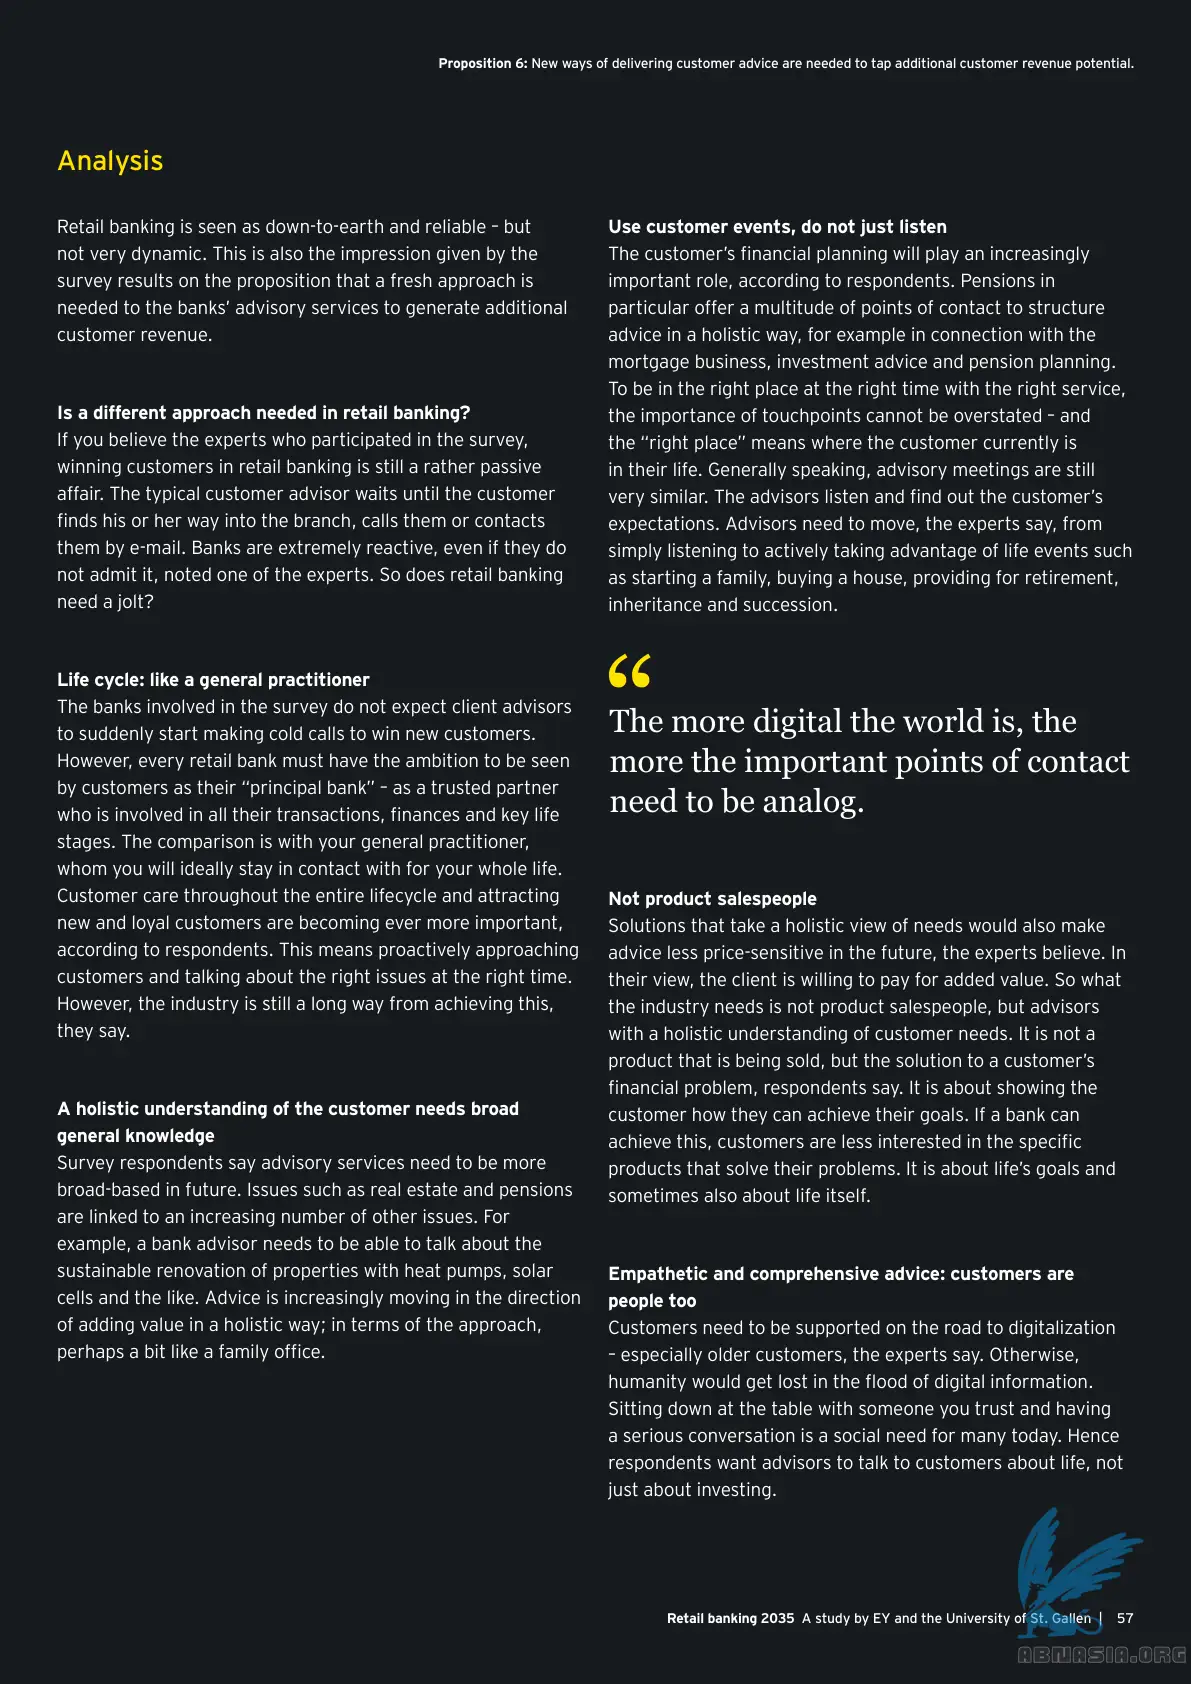 Proposition 6: New ways of delivering customer advice are needed to tap additional customer revenue potential.
Analysis
Retail banking is seen as down-to-earth and reliable – but
not very dynamic. This is also the impression given by the
survey results on the proposition that a fresh approach is
needed to the banks’ advisory services to generate additional
customer revenue.
Is a different approach needed in retail banking?
If you believe the experts who participated in the survey,
winning customers in retail banking is still a rather passive
affair. The typical customer advisor waits until the customer
finds his or her way into the branch, calls them or contacts
them by e-mail. Banks are extremely reactive, even if they do
not admit it, noted one of the experts. So does retail banking
need a jolt?
Life cycle: like a general practitioner
The banks involved in the survey do not expect client advisors
to suddenly start making cold calls to win new customers.
However, every retail bank must have the ambition to be seen
by customers as their “principal bank” – as a trusted partner
who is involved in all their transactions, finances and key life
stages. The comparison is with your general practitioner,
whom you will ideally stay in contact with for your whole life.
Customer care throughout the entire lifecycle and attracting
new and loyal customers are becoming ever more important,
according to respondents. This means proactively approaching
customers and talking about the right issues at the right time.
However, the industry is still a long way from achieving this,
they say.
A holistic understanding of the customer needs broad
general knowledge
Survey respondents say advisory services need to be more
broad-based in future. Issues such as real estate and pensions
are linked to an increasing number of other issues. For
example, a bank advisor needs to be able to talk about the
sustainable renovation of properties with heat pumps, solar
cells and the like. Advice is increasingly moving in the direction
of adding value in a holistic way; in terms of the approach,
perhaps a bit like a family office.
Use customer events, do not just listen
The customer’s financial planning will play an increasingly
important role, according to respondents. Pensions in
particular offer a multitude of points of contact to structure
advice in a holistic way, for example in connection with the
mortgage business, investment advice and pension planning.
To be in the right place at the right time with the right service,
the importance of touchpoints cannot be overstated – and
the “right place” means where the customer currently is
in their life. Generally speaking, advisory meetings are still
very similar. The advisors listen and find out the customer’s
expectations. Advisors need to move, the experts say, from
simply listening to actively taking advantage of life events such
as starting a family, buying a house, providing for retirement,
inheritance and succession.
“
The more digital the world is, the
more the important points of contact
need to be analog.
Not product salespeople
Solutions that take a holistic view of needs would also make
advice less price-sensitive in the future, the experts believe. In
their view, the client is willing to pay for added value. So what
the industry needs is not product salespeople, but advisors
with a holistic understanding of customer needs. It is not a
product that is being sold, but the solution to a customer’s
financial problem, respondents say. It is about showing the
customer how they can achieve their goals. If a bank can
achieve this, customers are less interested in the specific
products that solve their problems. It is about life’s goals and
sometimes also about life itself.
Empathetic and comprehensive advice: customers are
people too
Customers need to be supported on the road to digitalization
– especially older customers, the experts say. Otherwise,
humanity would get lost in the flood of digital information.
Sitting down at the table with someone you trust and having
a serious conversation is a social need for many today. Hence
respondents want advisors to talk to customers about life, not
just about investing.
Retail banking 2035 A study by EY and the University of St. Gallen | 57
ABNASIA.ORG